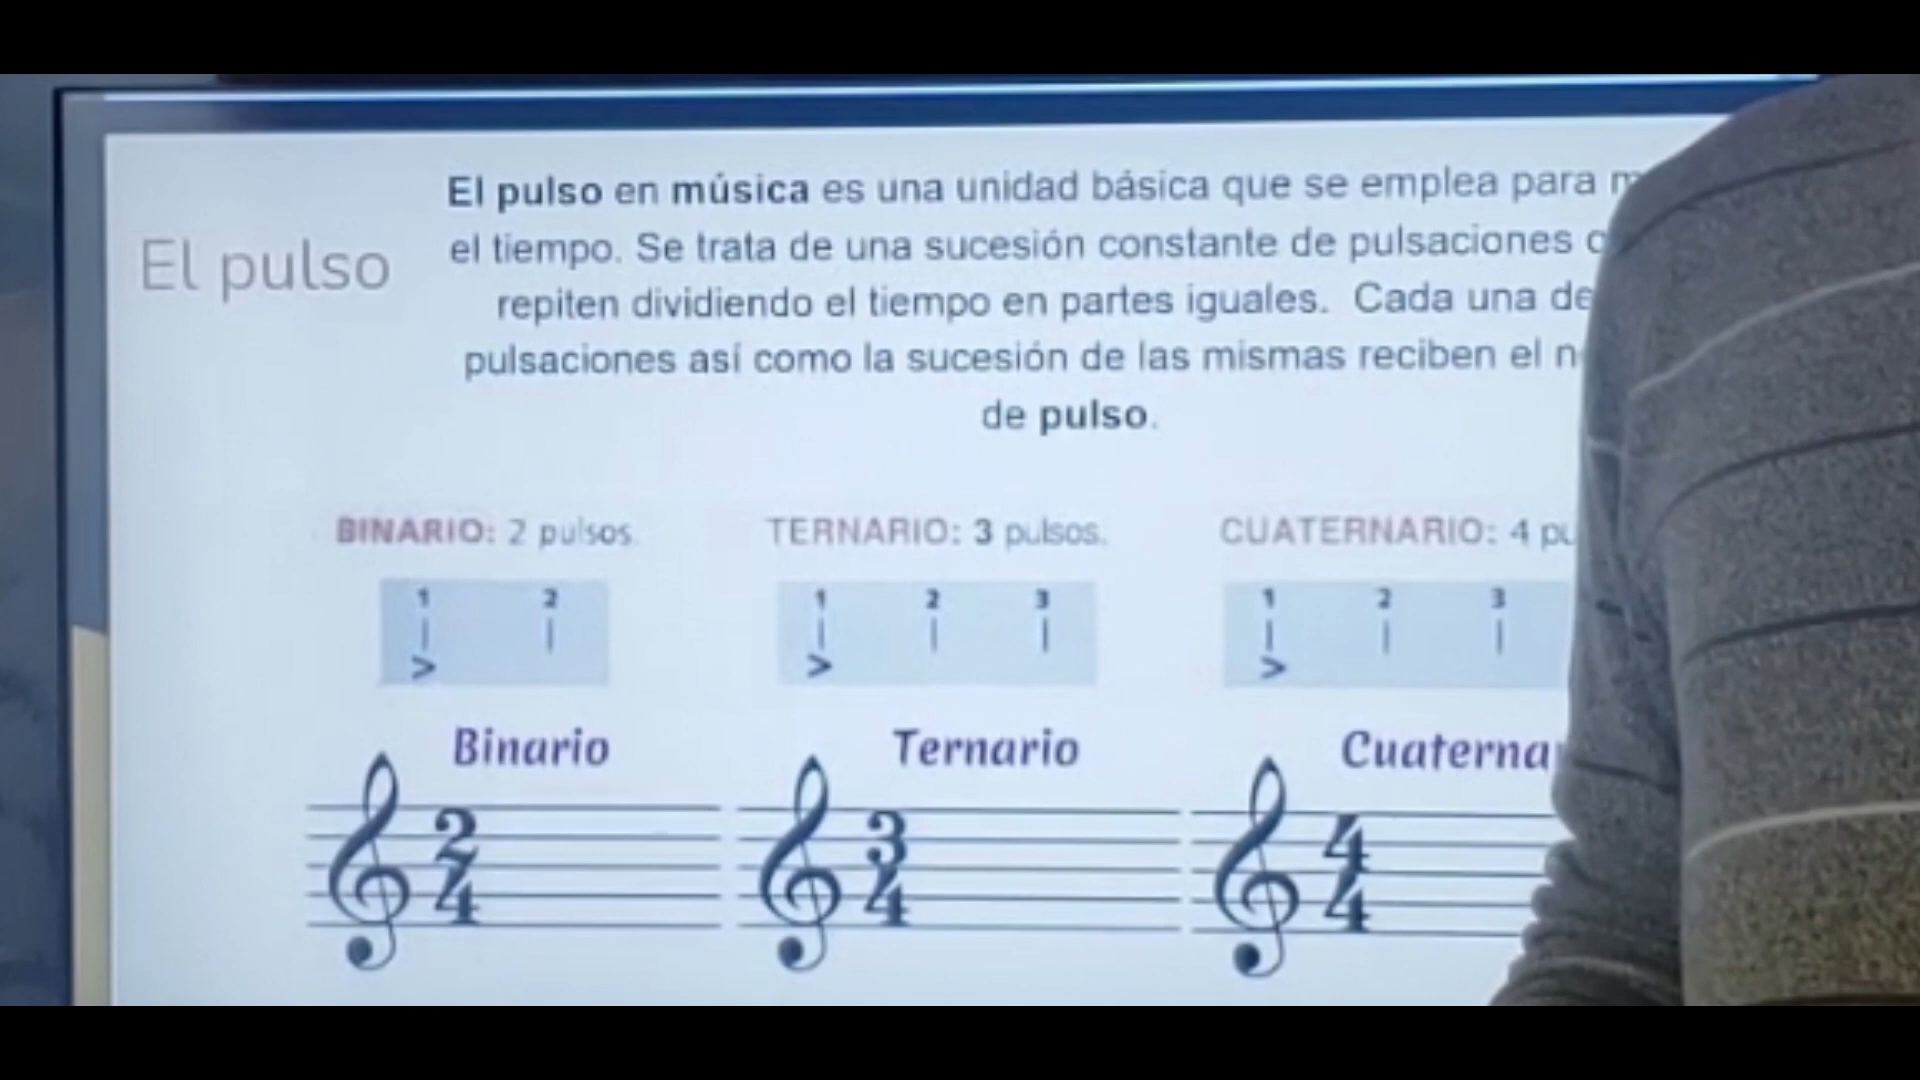 El pulso
El pulso en música es una unidad básica que se emplea para
el tiempo. Se trata de una sucesión constante de pulsaciones
repiten dividiendo el tiempo en partes iguales. Cada una de
pulsaciones así como la sucesión de las mismas reciben el
de pulso.
BINARIO: 2 pulsos. TERNARIO: 3 pulsos. CUATERNARIO: 4
1 2 1 2 3 1 2 3
> > >
Binario Ternario
2 3 4
4 4 4